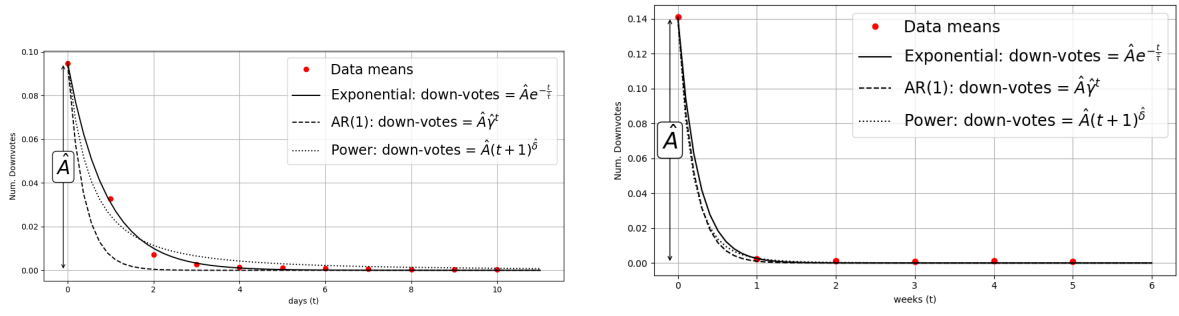 0.10
0.08
0.06
0.04
0.02
0.00
Num. Downvotes
Â
Data means
Exponential: down-votes = Âe^{-t/τ̂}
AR(1): down-votes = Âγ̂^t
Power: down-votes = Â(t + 1)^{δ̂}
0 2 4 6 8 10
days (t)
0.14
0.12
0.10
0.08
0.06
0.04
0.02
0.00
Num. Downvotes
Â
Data means
Exponential: down-votes = Âe^{-t/τ̂}
AR(1): down-votes = Âγ̂^t
Power: down-votes = Â(t + 1)^{δ̂}
0 1 2 3 4 5 6
weeks (t)